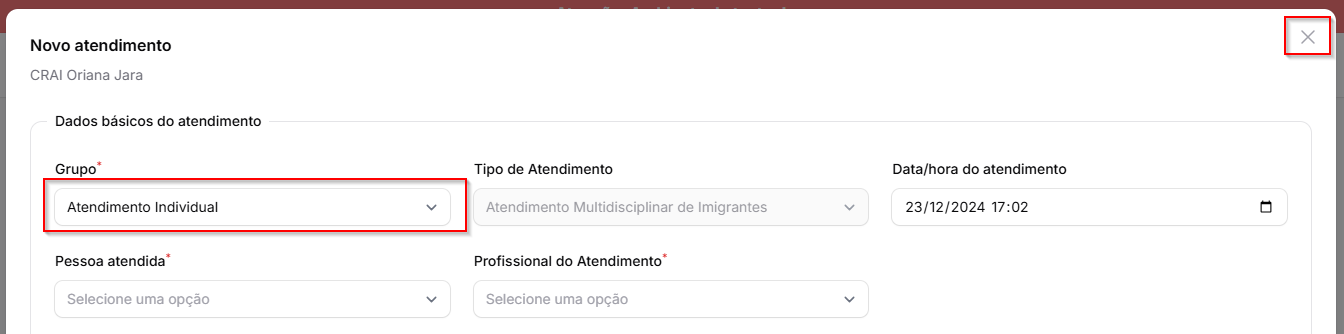 Novo atendimento
CRAI Oriana Jara
Dados básicos do atendimento
Grupo*
Tipo de Atendimento
Data/hora do atendimento
Atendimento Individual
Atendimento Multidisciplinar de Imigrantes
23/12/2024 17:02
Pessoa atendida*
Profissional do Atendimento*
Selecione uma opção
Selecione uma opção